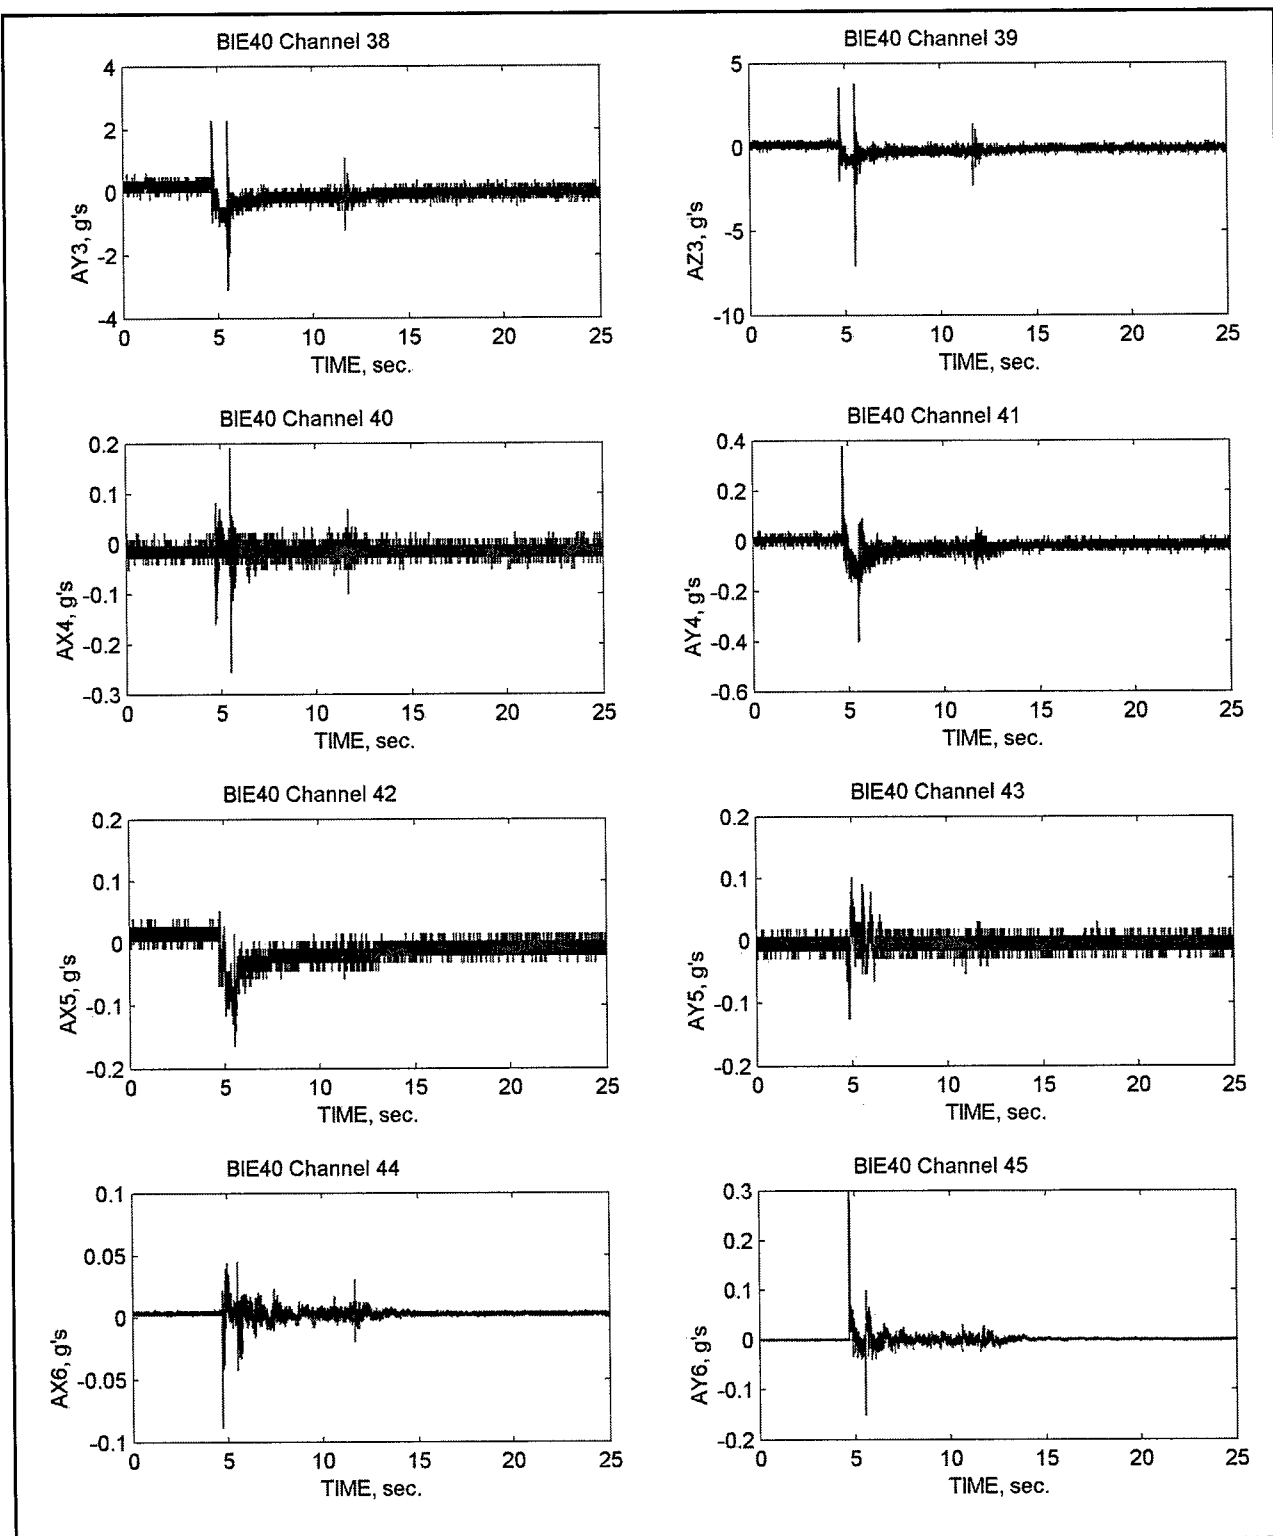 BIE40 Channel 38
4
2
0
-2
-4
AY3, g's
0 5 10 15 20 25
TIME, sec.
BIE40 Channel 39
5
0
-5
-10
AZ3, g's
0 5 10 15 20 25
TIME, sec.
BIE40 Channel 40
0.2
0.1
0
-0.1
-0.2
-0.3
AX4, g's
0 5 10 15 20 25
TIME, sec.
BIE40 Channel 41
0.4
0.2
0
-0.2
-0.4
-0.6
AY4, g's
0 5 10 15 20 25
TIME, sec.
BIE40 Channel 42
0.2
0.1
0
-0.1
-0.2
AX5, g's
0 5 10 15 20 25
TIME, sec.
BIE40 Channel 43
0.2
0.1
0
-0.1
-0.2
AY5, g's
0 5 10 15 20 25
TIME, sec.
BIE40 Channel 44
0.1
0.05
0
-0.05
-0.1
AX6, g's
0 5 10 15 20 25
TIME, sec.
BIE40 Channel 45
0.3
0.2
0.1
0
-0.1
-0.2
AY6, g's
0 5 10 15 20 25
TIME, sec.